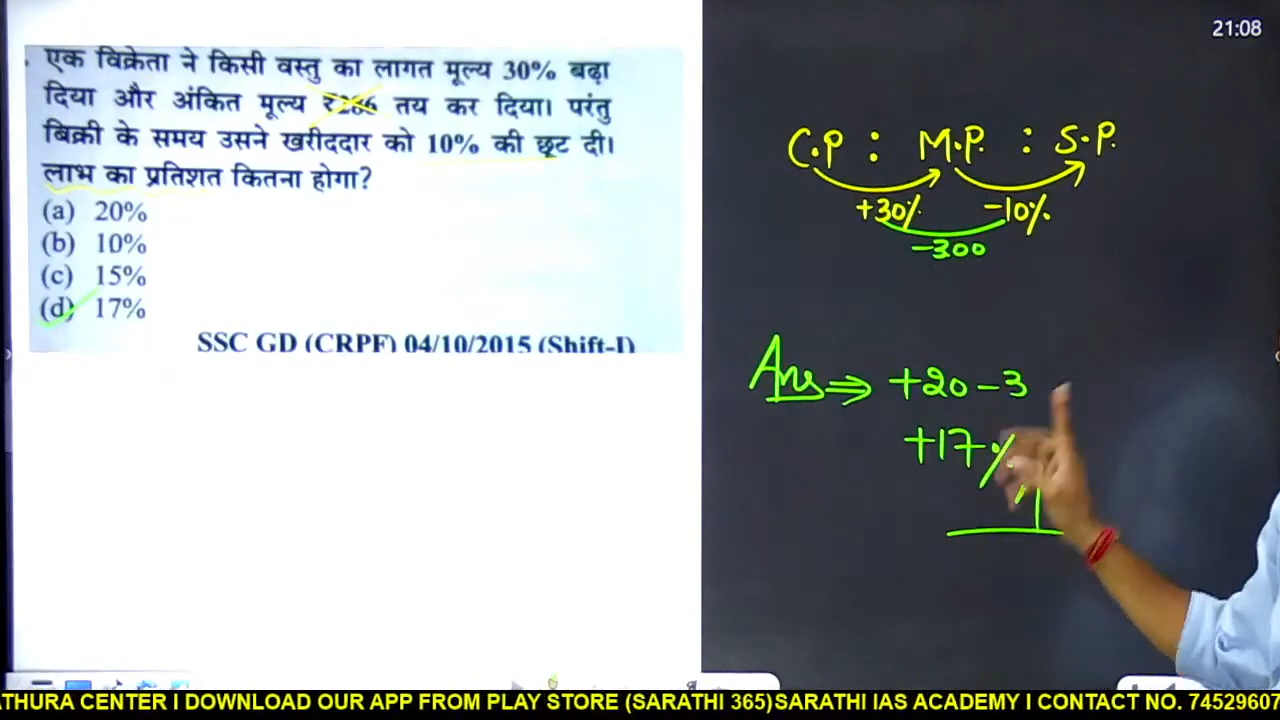 21:08
एक विक्रेता ने किसी वस्तु का लागत मूल्य 30% बढ़ा
दिया और अंकित मूल्य ₹286 तय कर दिया। परंतु
बिक्री के समय उसने खरीददार को 10% की छूट दी।
लाभ का प्रतिशत कितना होगा?
(a) 20%
(b) 10%
(c) 15%
(d) 17%
SSC GD (CRPF) 04/10/2015 (Shift-I)
C.P : M.P. : S.P.
+30% -10%
-300
Ans ⇒ +20-3
+17%
ATHURA CENTER I DOWNLOAD OUR APP FROM PLAY STORE (SARATHI 365)SARATHI IAS ACADEMY I CONTACT NO. 74529607